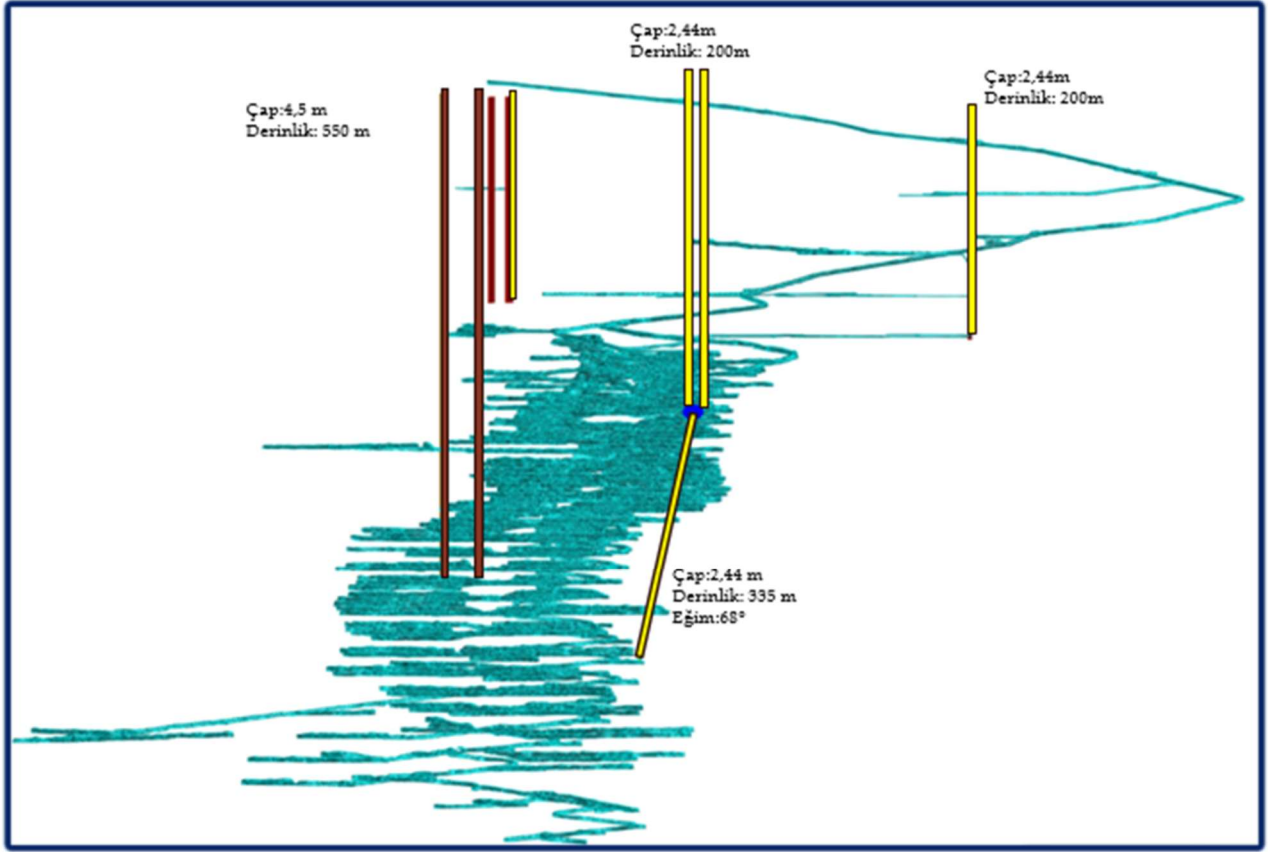 Çap:2,44m
Derinlik: 200m
Çap:2,44m
Derinlik: 200m
Çap:4,5 m
Derinlik: 550 m
Çap:2,44 m
Derinlik: 335 m
Eğim:68°